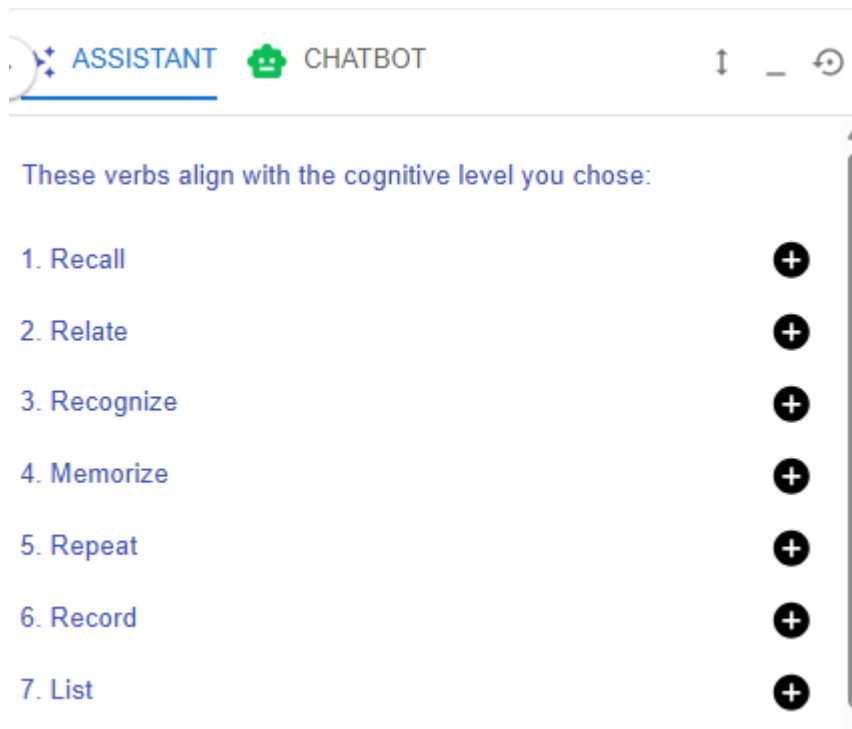 ASSISTANT CHATBOT
These verbs align with the cognitive level you chose:
1. Recall
2. Relate
3. Recognize
4. Memorize
5. Repeat
6. Record
7. List